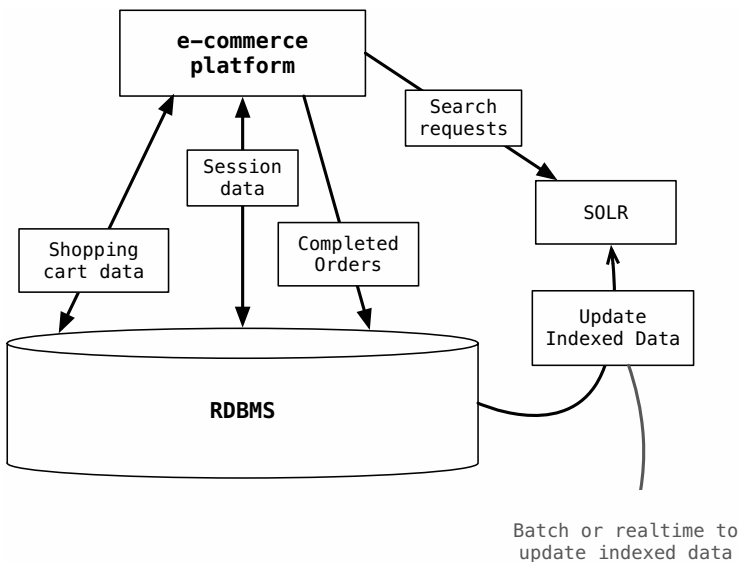 e-commerce
platform
Search
requests
Session
data
SOLR
Shopping
cart data
Completed
Orders
Update
Indexed Data
RDBMS
Batch or realtime to
update indexed data